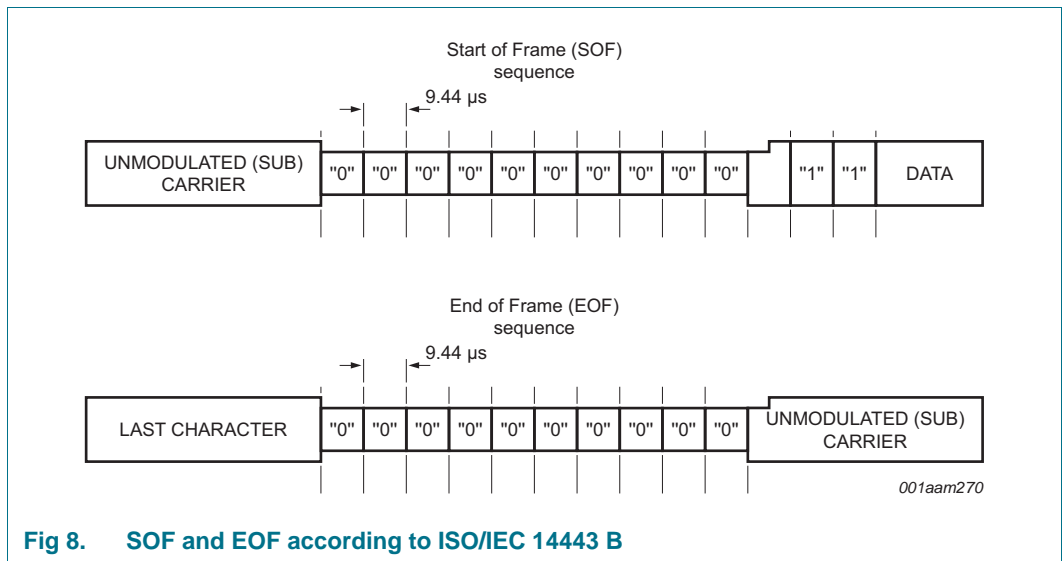 Start of Frame (SOF)
sequence
9.44 µs
UNMODULATED (SUB)
CARRIER
"0" "0" "0" "0" "0" "0" "0" "0" "0" "0"
"1" "1"
DATA
End of Frame (EOF)
sequence
9.44 µs
LAST CHARACTER
"0" "0" "0" "0" "0" "0" "0" "0" "0" "0"
UNMODULATED (SUB)
CARRIER
001aam270
Fig 8. SOF and EOF according to ISO/IEC 14443 B